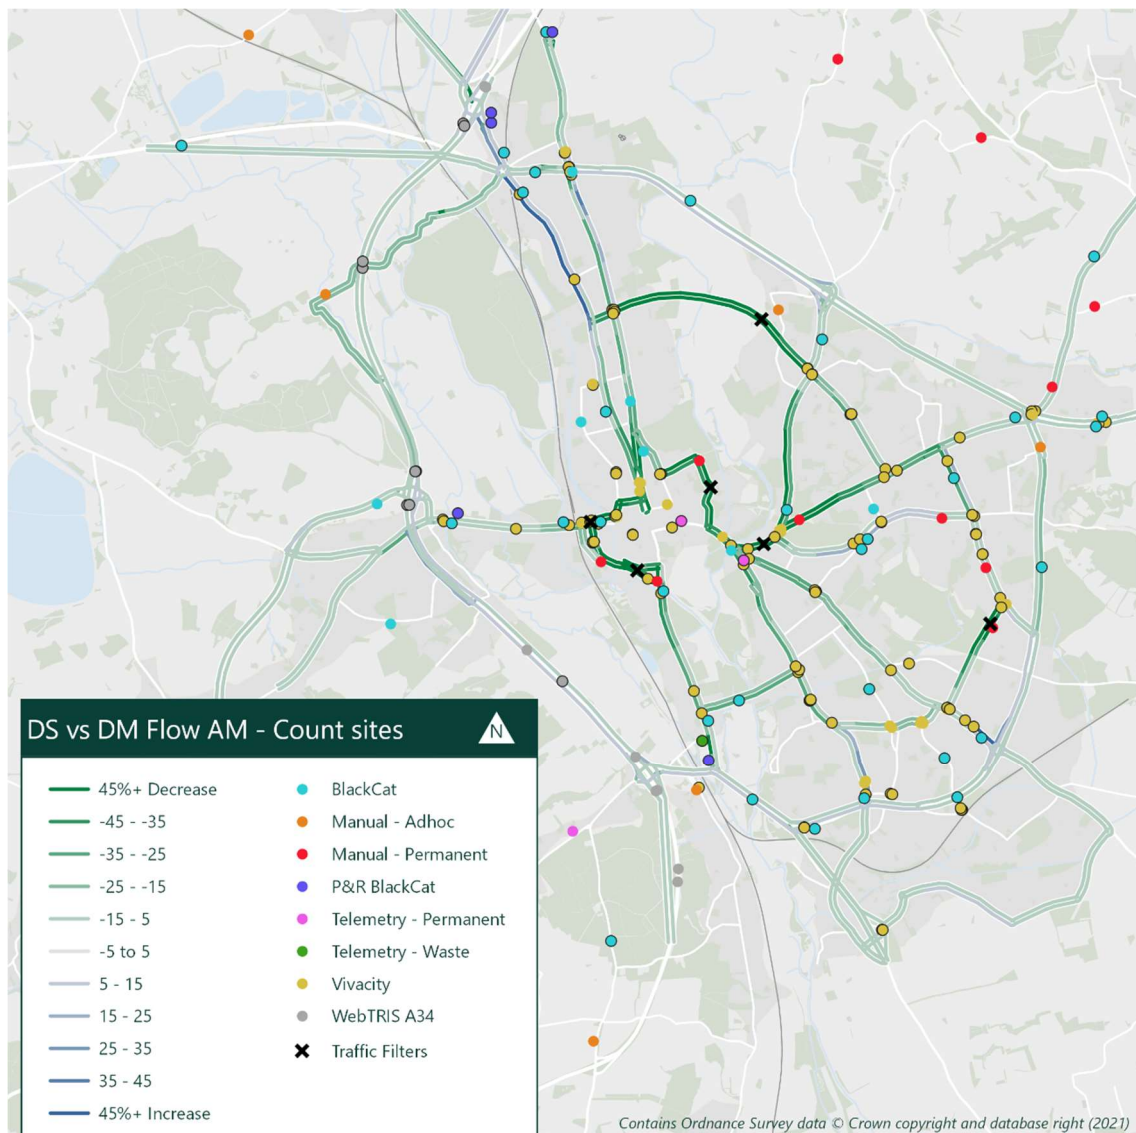 DS vs DM Flow AM - Count sites
N
45%+ Decrease
-45 - -35
-35 - -25
-25 - -15
-15 - 5
-5 to 5
5 - 15
15 - 25
25 - 35
35 - 45
45%+ Increase
BlackCat
Manual - Adhoc
Manual - Permanent
P&R BlackCat
Telemetry - Permanent
Telemetry - Waste
Vivacity
WebTRIS A34
Traffic Filters
Contains Ordnance Survey data © Crown copyright and database right (2021)